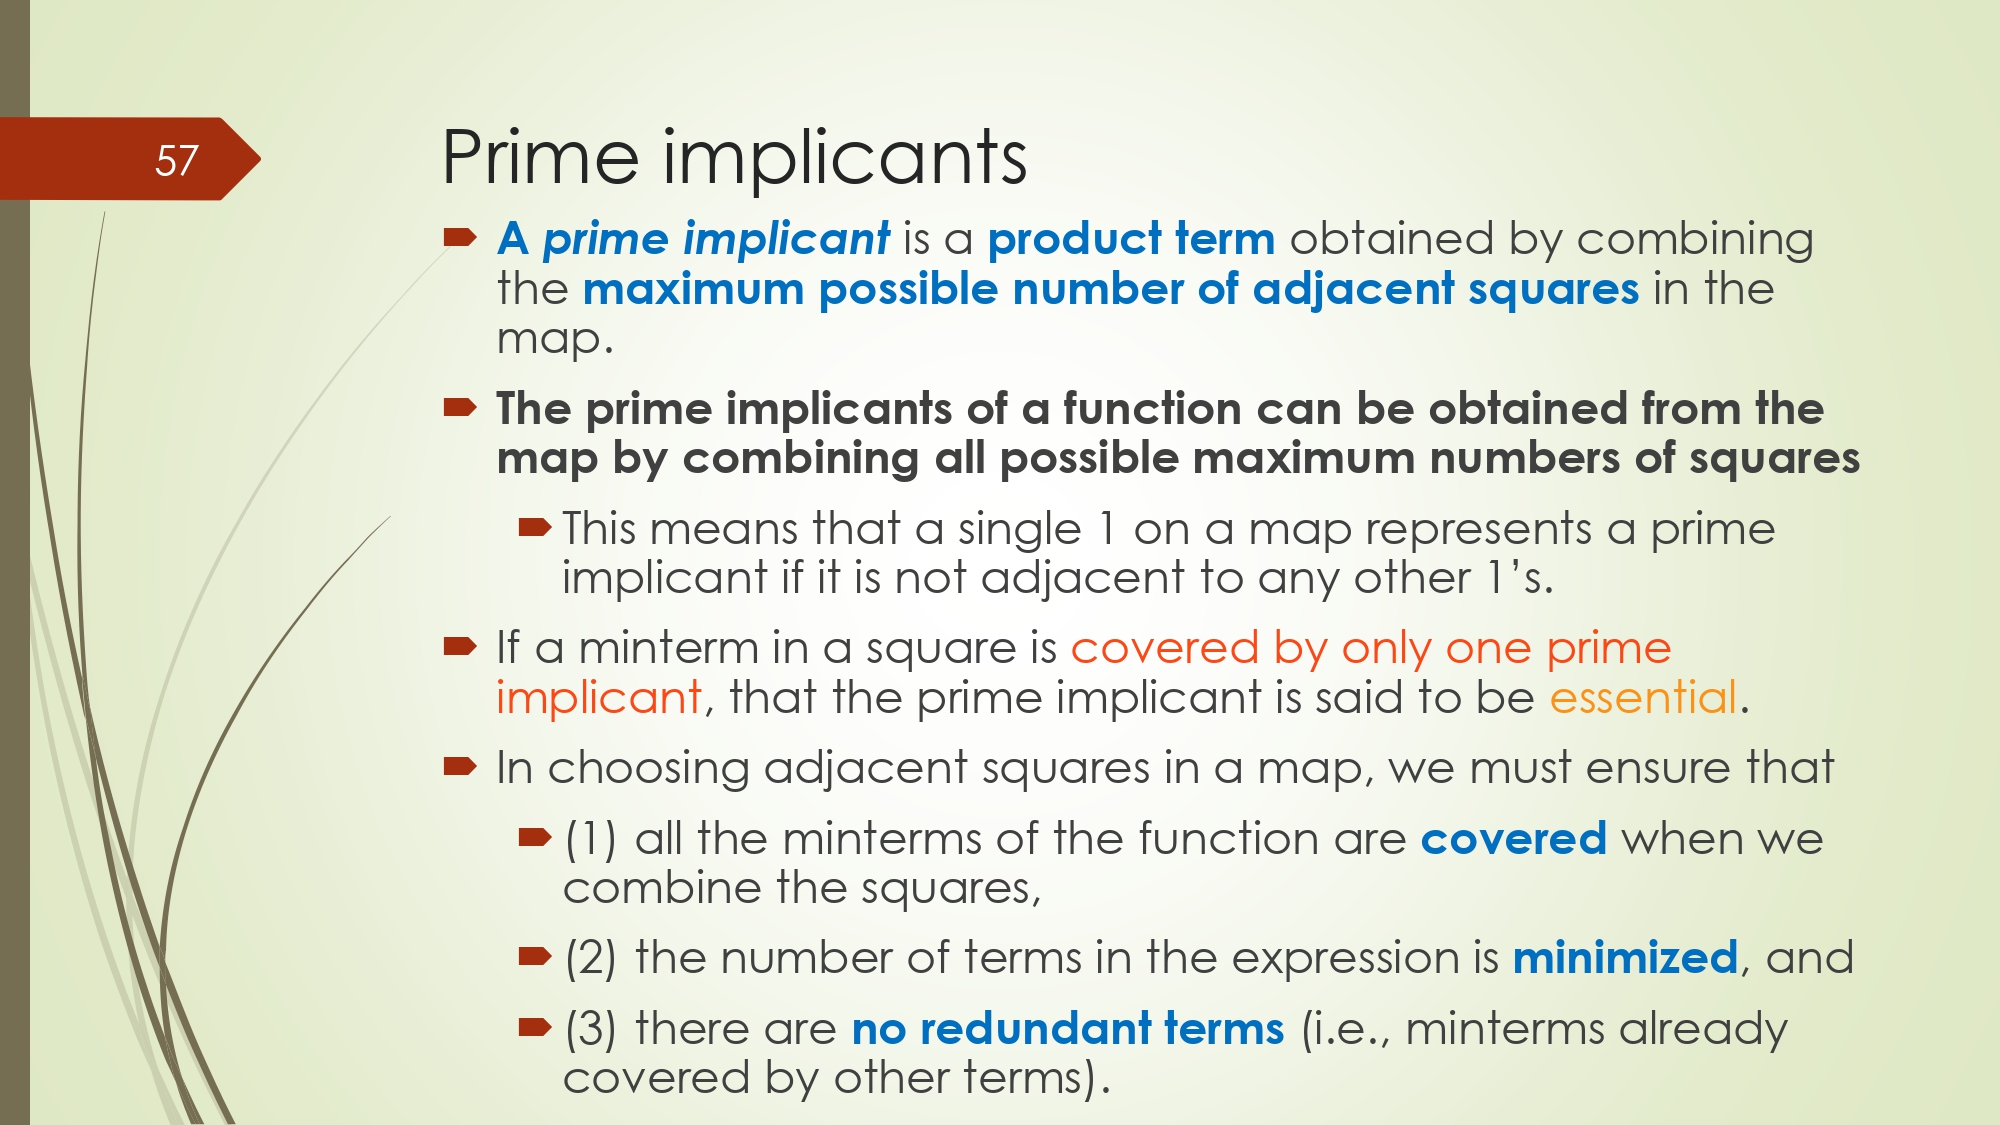 57
Prime implicants
A prime implicant is a product term obtained by combining
the maximum possible number of adjacent squares in the
map.
The prime implicants of a function can be obtained from the
map by combining all possible maximum numbers of squares
This means that a single 1 on a map represents a prime
implicant if it is not adjacent to any other 1’s.
If a minterm in a square is covered by only one prime
implicant, that the prime implicant is said to be essential.
In choosing adjacent squares in a map, we must ensure that
(1) all the minterms of the function are covered when we
combine the squares,
(2) the number of terms in the expression is minimized, and
(3) there are no redundant terms (i.e., minterms already
covered by other terms).